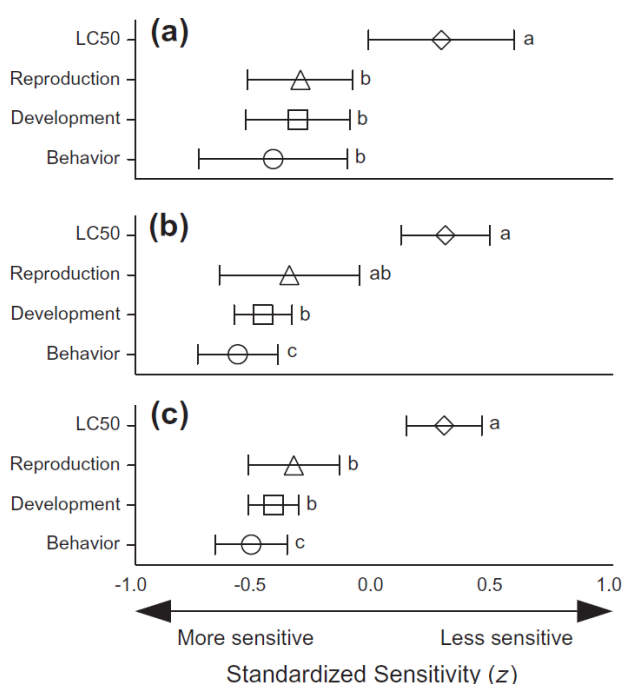 (a)
LC50
a
Reproduction
b
Development
b
Behavior
b
(b)
LC50
a
Reproduction
ab
Development
b
Behavior
c
(c)
LC50
a
Reproduction
b
Development
b
Behavior
c
-1.0 -0.5 0.0 0.5 1.0
More sensitive Less sensitive
Standardized Sensitivity (z)